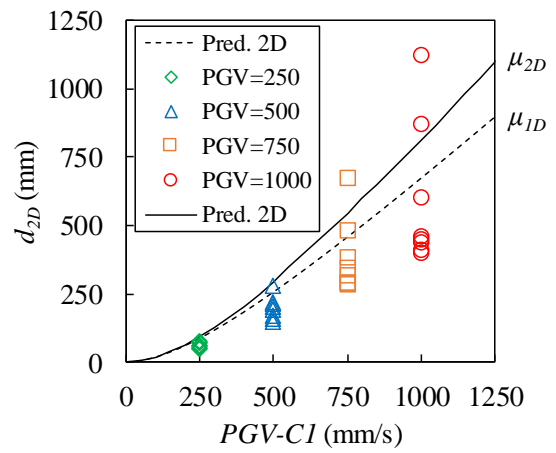 1250
1000
750
500
250
0
d2D (mm)
Pred. 2D
PGV=250
PGV=500
PGV=750
PGV=1000
Pred. 2D
μ2D
μ1D
0 250 500 750 1000 1250
PGV-C1 (mm/s)